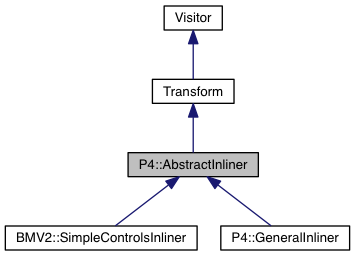 Visitor
Transform
P4::AbstractInliner
BMV2::SimpleControlsInliner
P4::GeneralInliner